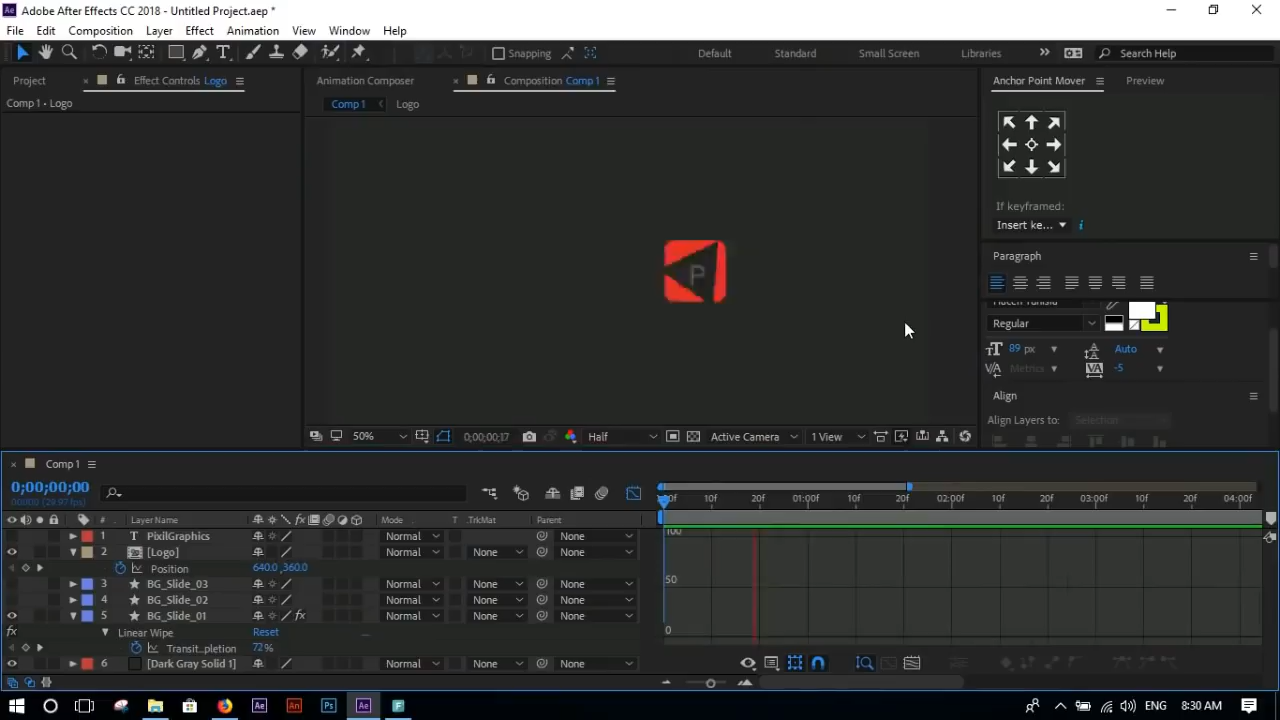 Adobe After Effects CC 2018 - Untitled Project.aep *
File Edit Composition Layer Effect Animation View Window Help
Snapping Default Standard Small Screen Libraries Search Help
Project Effect Controls Logo Animation Composer Composition Comp 1 Anchor Point Mover Preview
Comp 1 • Logo Comp 1 Logo
P
If keyframed:
Insert ke...
Paragraph
Regular
89 px Auto
Metrics -5
Align
Align Layers to: Selection
50% 0;00;00;17 Half Active Camera 1 View
Comp 1
0;00;00;00
00000 (29.97 fps)
10f 20f 01:00f 10f 20f 02:00f 10f 20f 03:00f 10f 20f 04:00f
# Layer Name Mode T .TrkMat Parent
1 T PixilGraphics Normal None
2 [Logo] Normal None None
Position 640.0 ,360.0
3 BG_Slide_03 Normal None None
4 BG_Slide_02 Normal None None
5 BG_Slide_01 fx Normal None None
fx Linear Wipe Reset
Transit...pletion 72%
6 [Dark Gray Solid 1] Normal None None
100
50
0
ENG 8:30 AM